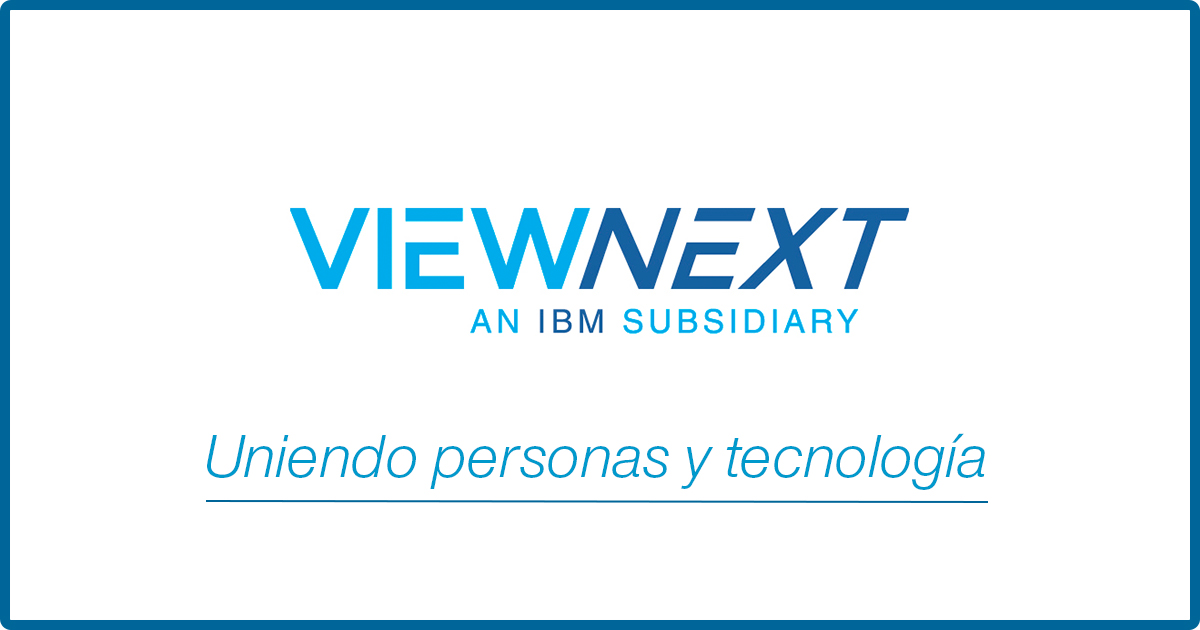 VIEWNEXT
AN IBM SUBSIDIARY
Uniendo personas y tecnología